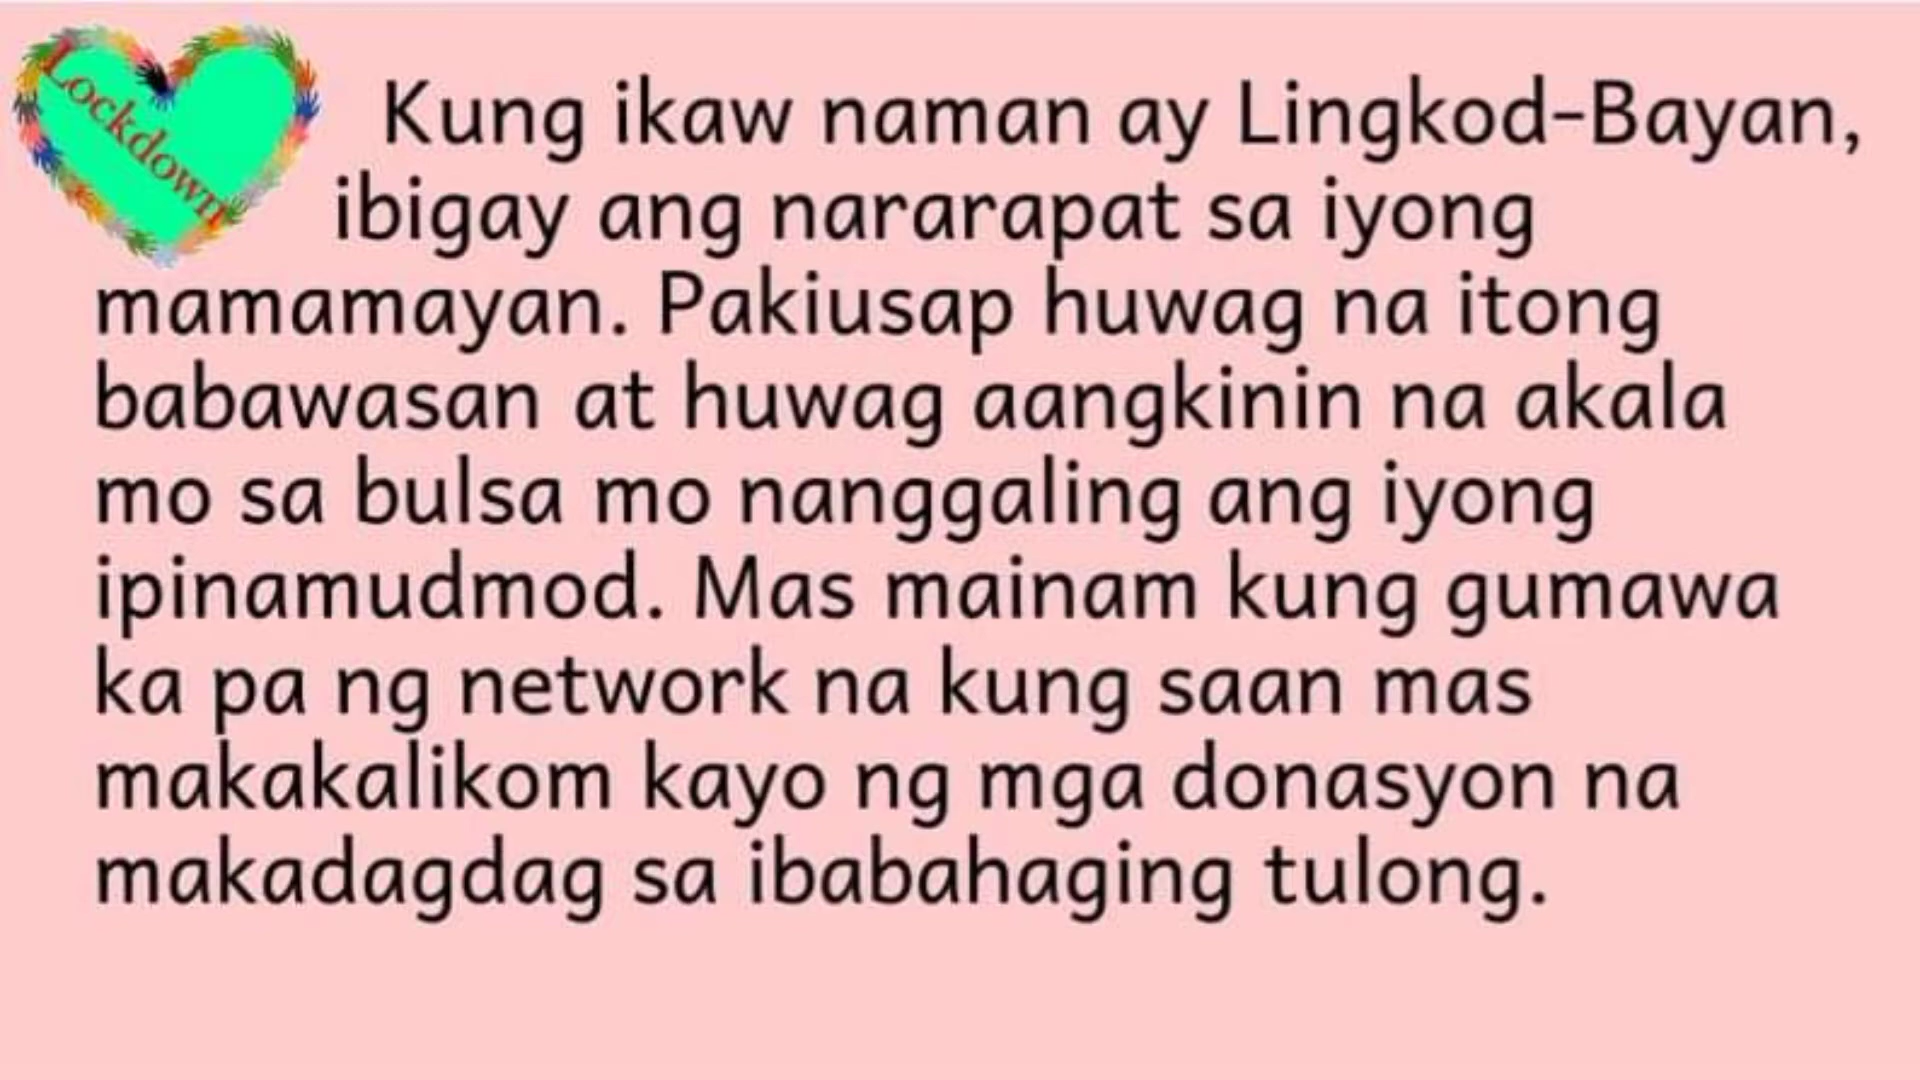 Lockdown
Kung ikaw naman ay Lingkod-Bayan,
ibigay ang nararapat sa iyong
mamamayan. Pakiusap huwag na itong
babawasan at huwag aangkinin na akala
mo sa bulsa mo nanggaling ang iyong
ipinamudmod. Mas mainam kung gumawa
ka pa ng network na kung saan mas
makakalikom kayo ng mga donasyon na
makadagdag sa ibabahaging tulong.